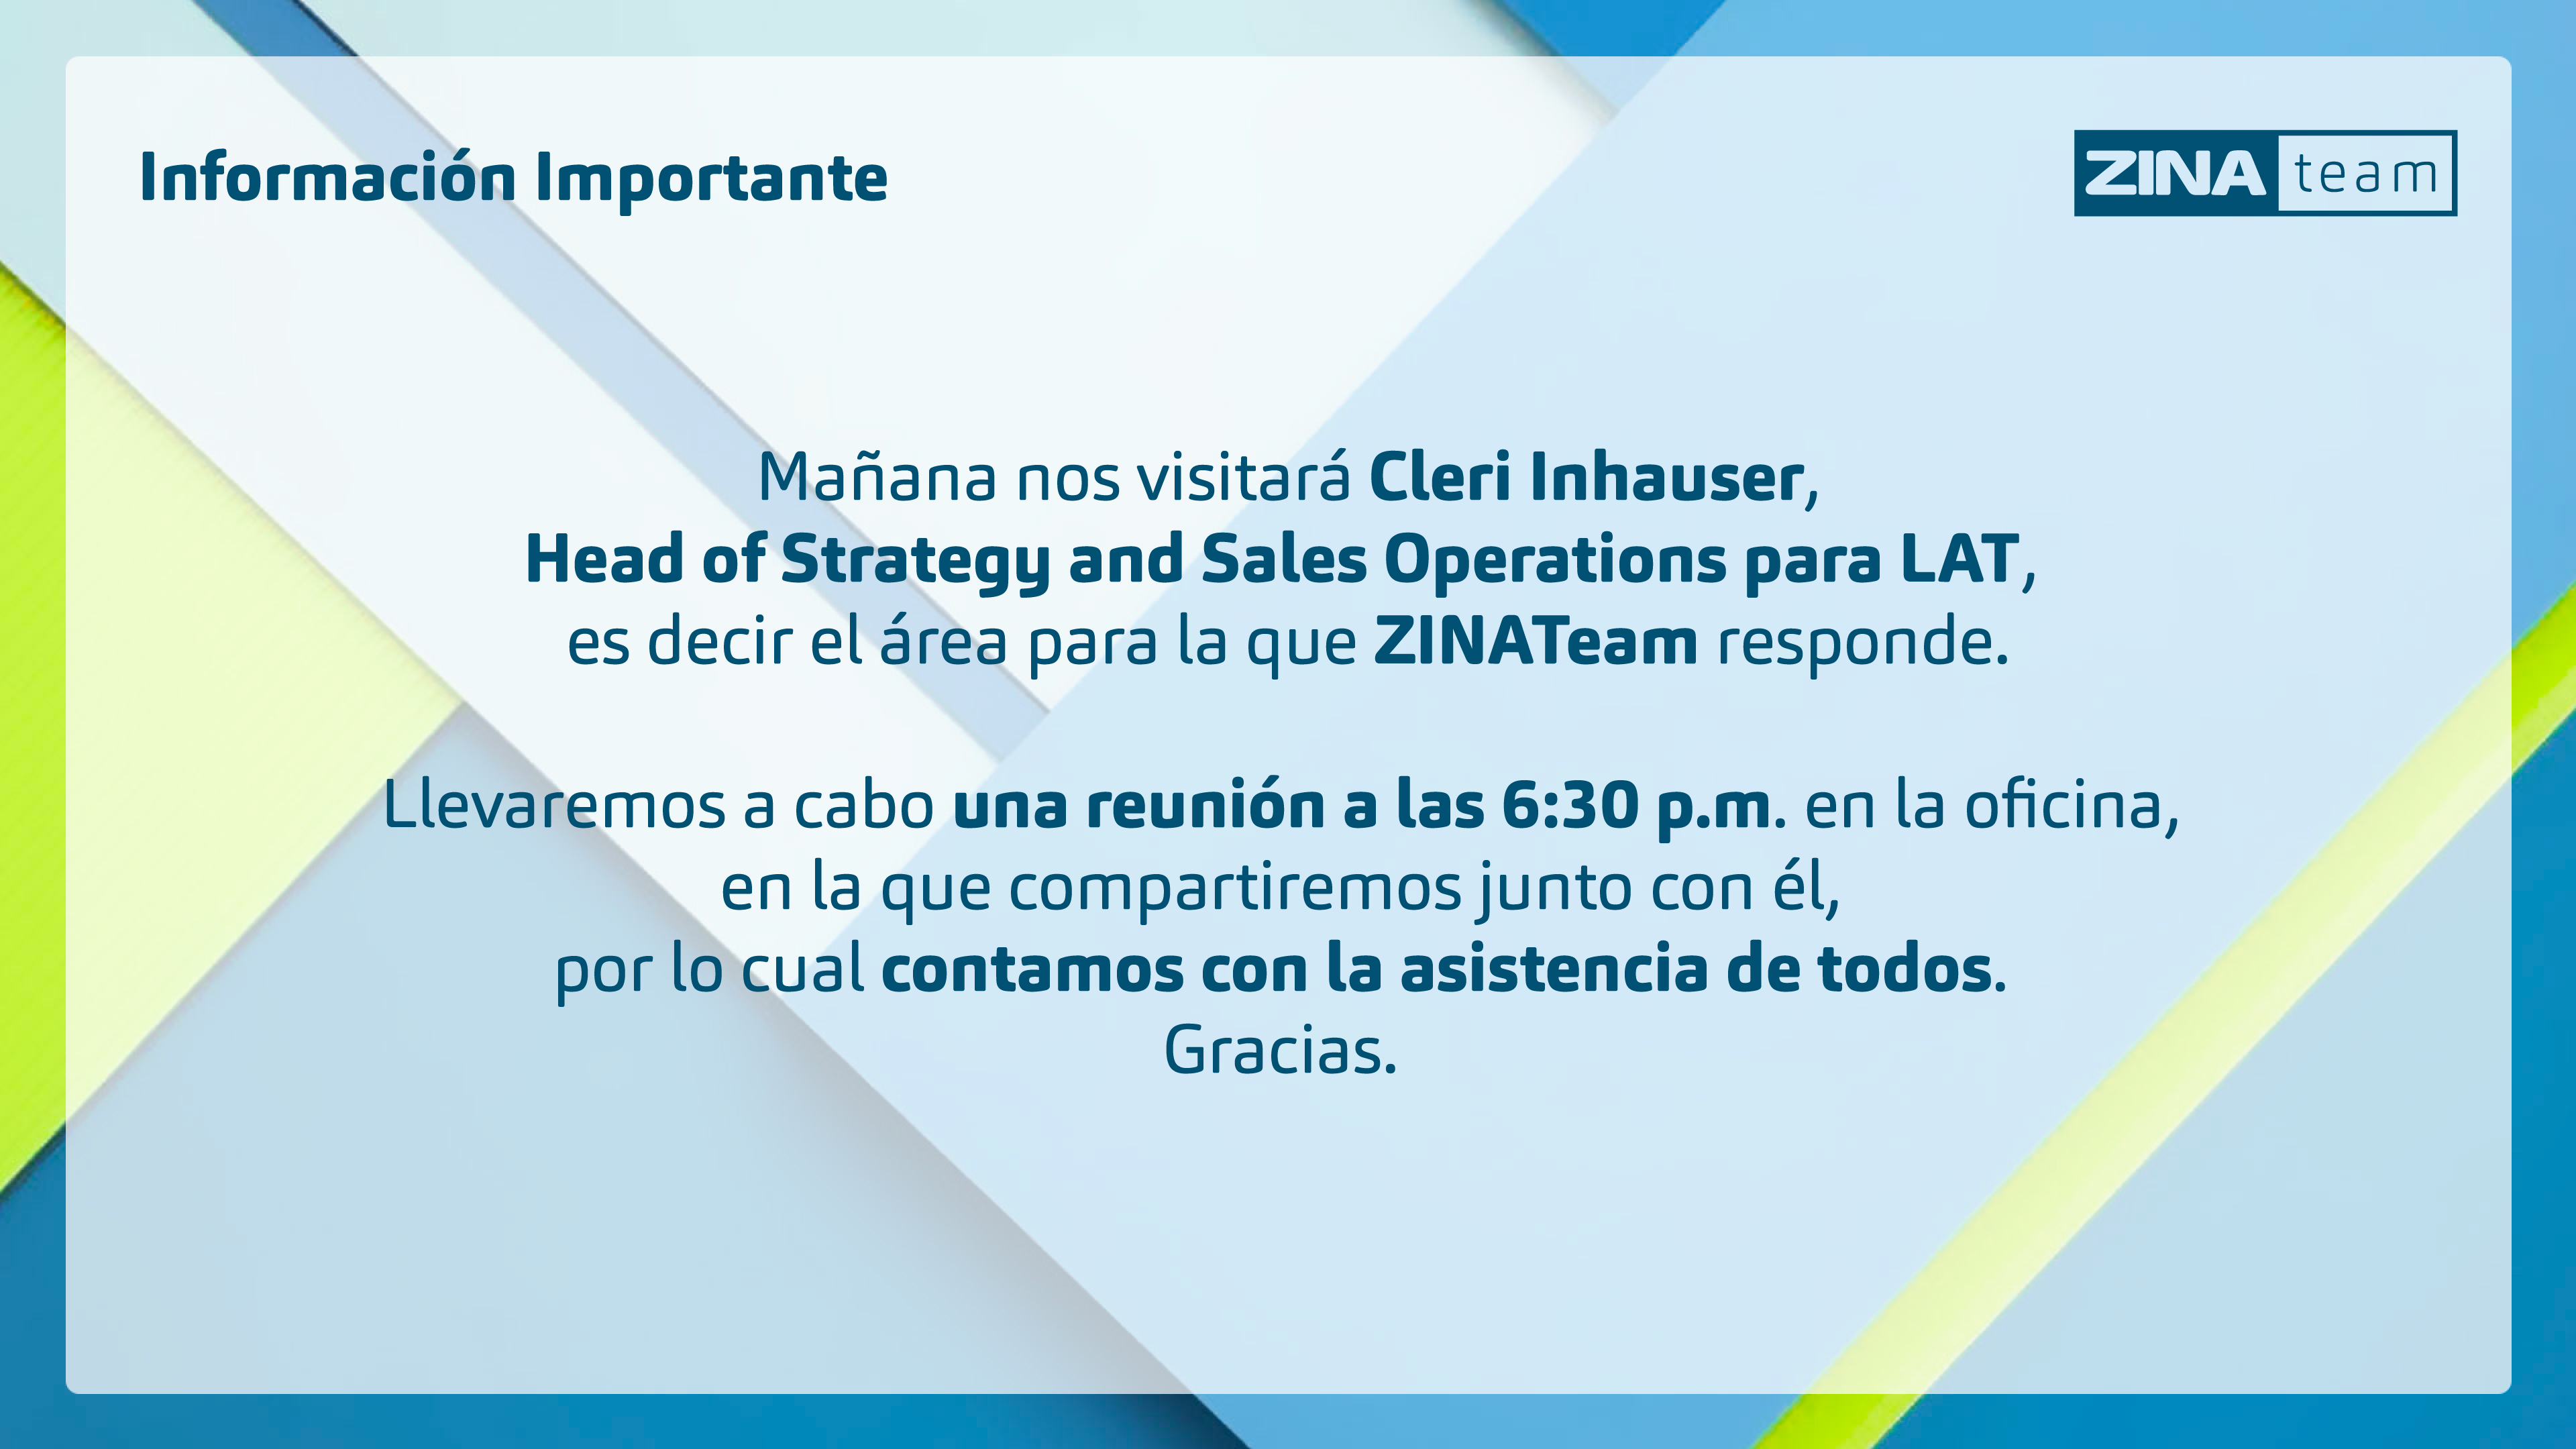 Información Importante
ZINA team
Mañana nos visitará Cleri Inhauser,
Head of Strategy and Sales Operations para LAT,
es decir el área para la que ZINATeam responde.
Llevaremos a cabo una reunión a las 6:30 p.m. en la oficina,
en la que compartiremos junto con él,
por lo cual contamos con la asistencia de todos.
Gracias.